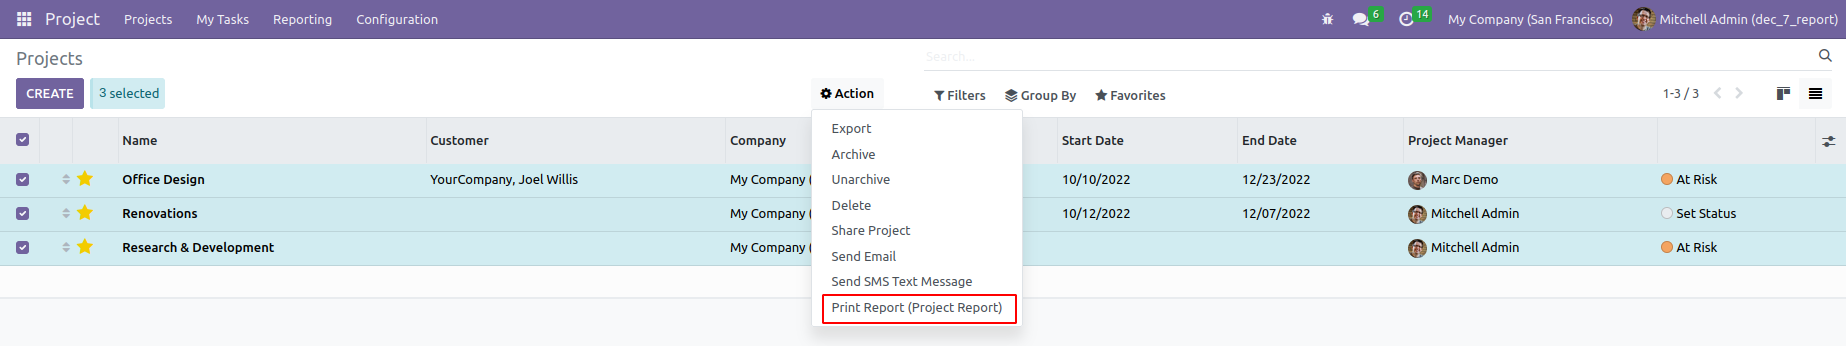 Project Projects My Tasks Reporting Configuration 6 14 My Company (San Francisco) Mitchell Admin (dec_7_report)
Projects Search...
CREATE 3 selected Action Filters Group By Favorites 1-3 / 3
Name Customer Company Start Date End Date Project Manager
Office Design YourCompany, Joel Willis My Company ( 10/10/2022 12/23/2022 Marc Demo At Risk
Renovations My Company ( 10/12/2022 12/07/2022 Mitchell Admin Set Status
Research & Development My Company ( Mitchell Admin At Risk
Export
Archive
Unarchive
Delete
Share Project
Send Email
Send SMS Text Message
Print Report (Project Report)